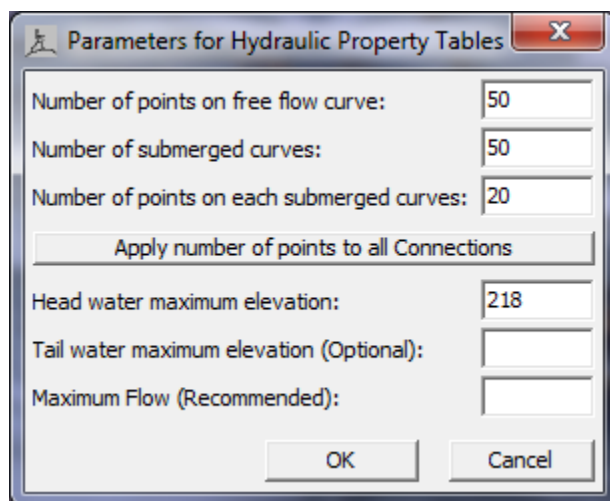 Parameters for Hydraulic Property Tables
Number of points on free flow curve: 50
Number of submerged curves: 50
Number of points on each submerged curves: 20
Apply number of points to all Connections
Head water maximum elevation: 218
Tail water maximum elevation (Optional):
Maximum Flow (Recommended):
OK Cancel